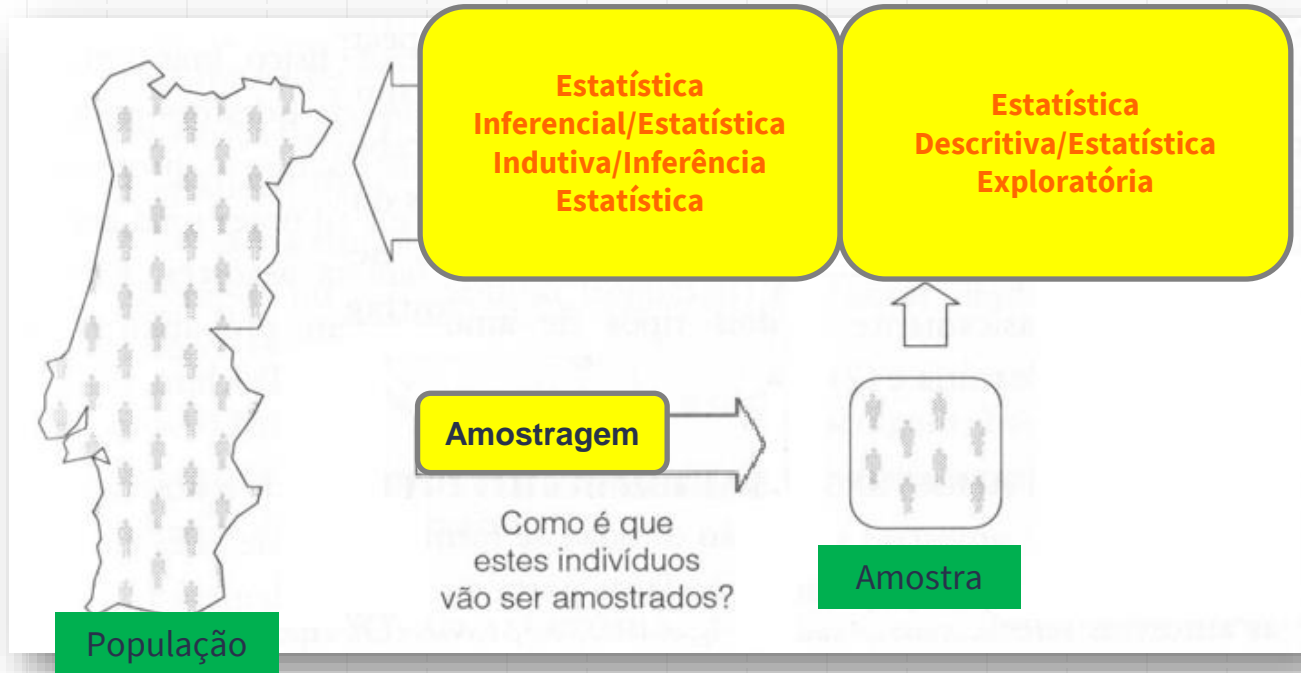 Estatística
Inferencial/Estatística
Indutiva/Inferência
Estatística
Estatística
Descritiva/Estatística
Exploratória
Amostragem
Como é que
estes indivíduos
vão ser amostrados?
Amostra
População